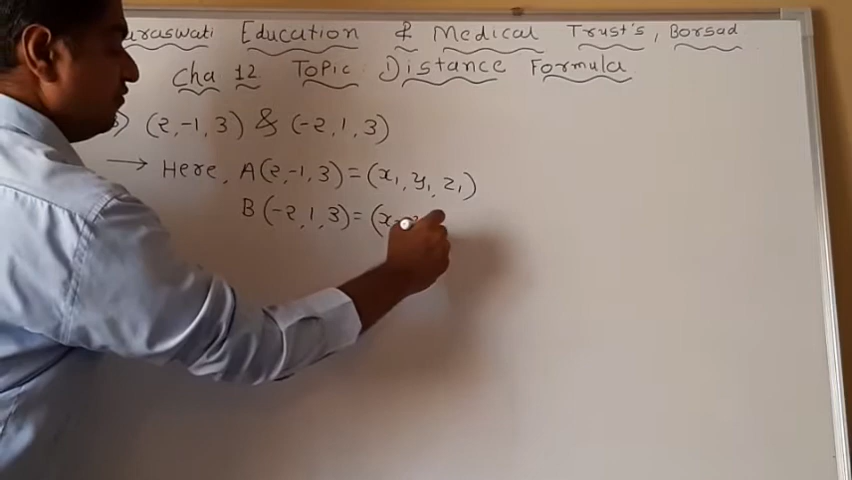 Education & Medical Trust's, Borsad
Cha 12 Topic Distance Formula
(2,-1,3) & (-2,1,3)
→ Here, A(2,-1,3) = (x₁, y₁, z₁)
B(-2,1,3) = (x